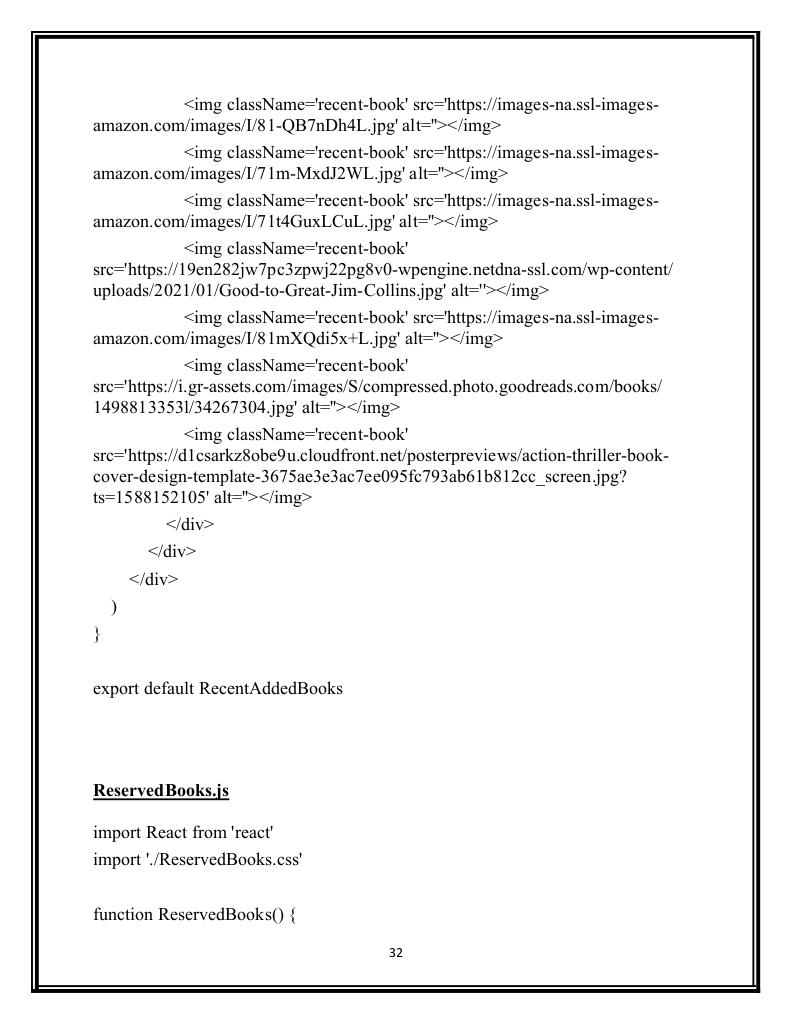 <img className='recent-book' src='https://images-na.ssl-images-
amazon.com/images/I/81-QB7nDh4L.jpg' alt=''></img>
<img className='recent-book' src='https://images-na.ssl-images-
amazon.com/images/I/71m-MxdJ2WL.jpg' alt=''></img>
<img className='recent-book' src='https://images-na.ssl-images-
amazon.com/images/I/71t4GuxLCuL.jpg' alt=''></img>
<img className='recent-book'
src='https://19en282jw7pc3zpwj22pg8v0-wpengine.netdna-ssl.com/wp-content/
uploads/2021/01/Good-to-Great-Jim-Collins.jpg' alt=''></img>
<img className='recent-book' src='https://images-na.ssl-images-
amazon.com/images/I/81mXQdi5x+L.jpg' alt=''></img>
<img className='recent-book'
src='https://i.gr-assets.com/images/S/compressed.photo.goodreads.com/books/
1498813353l/34267304.jpg' alt=''></img>
<img className='recent-book'
src='https://d1csarkz8obe9u.cloudfront.net/posterpreviews/action-thriller-book-
cover-design-template-3675ae3e3ac7ee095fc793ab61b812cc_screen.jpg?
ts=1588152105' alt=''></img>
</div>
</div>
</div>
)
}
export default RecentAddedBooks
ReservedBooks.js
import React from 'react'
import './ReservedBooks.css'
function ReservedBooks() {
32